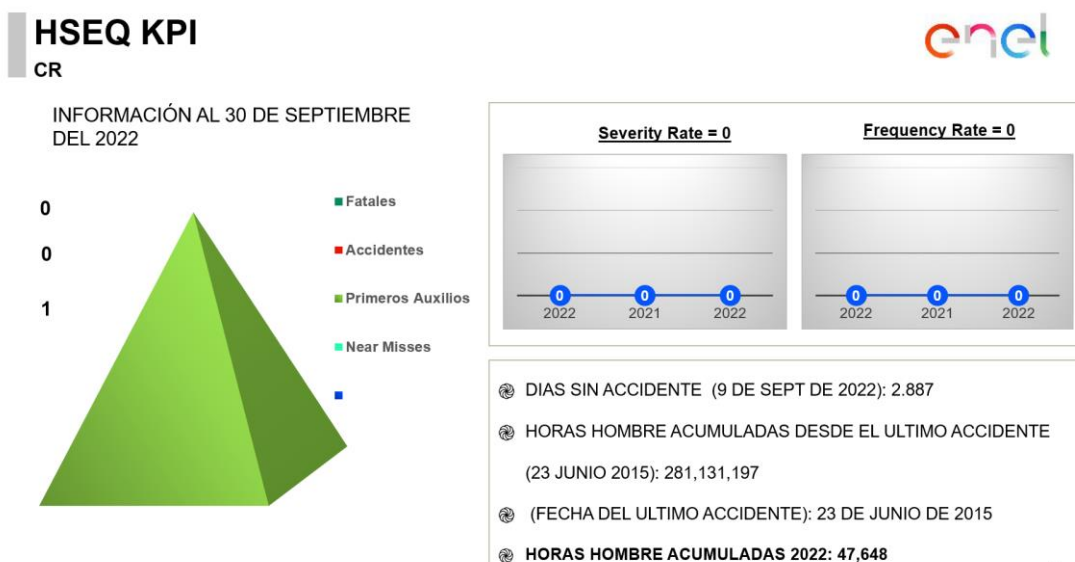 HSEQ KPI
CR
enel
INFORMACIÓN AL 30 DE SEPTIEMBRE
DEL 2022
0
0
1
Fatales
Accidentes
Primeros Auxilios
Near Misses
Severity Rate = 0
0 0 0
2022 2021 2022
Frequency Rate = 0
0 0 0
2022 2021 2022
DIAS SIN ACCIDENTE (9 DE SEPT DE 2022): 2.887
HORAS HOMBRE ACUMULADAS DESDE EL ULTIMO ACCIDENTE
(23 JUNIO 2015): 281,131,197
(FECHA DEL ULTIMO ACCIDENTE): 23 DE JUNIO DE 2015
HORAS HOMBRE ACUMULADAS 2022: 47,648